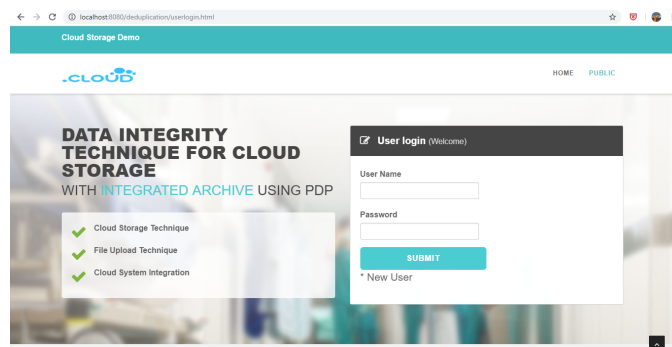 localhost:8080/deduplication/userlogin.html
Cloud Storage Demo
.CLOUD
HOME PUBLIC
DATA INTEGRITY
TECHNIQUE FOR CLOUD
STORAGE
WITH INTEGRATED ARCHIVE USING PDP
Cloud Storage Technique
File Upload Technique
Cloud System Integration
User login (Welcome)
User Name
Password
SUBMIT
* New User